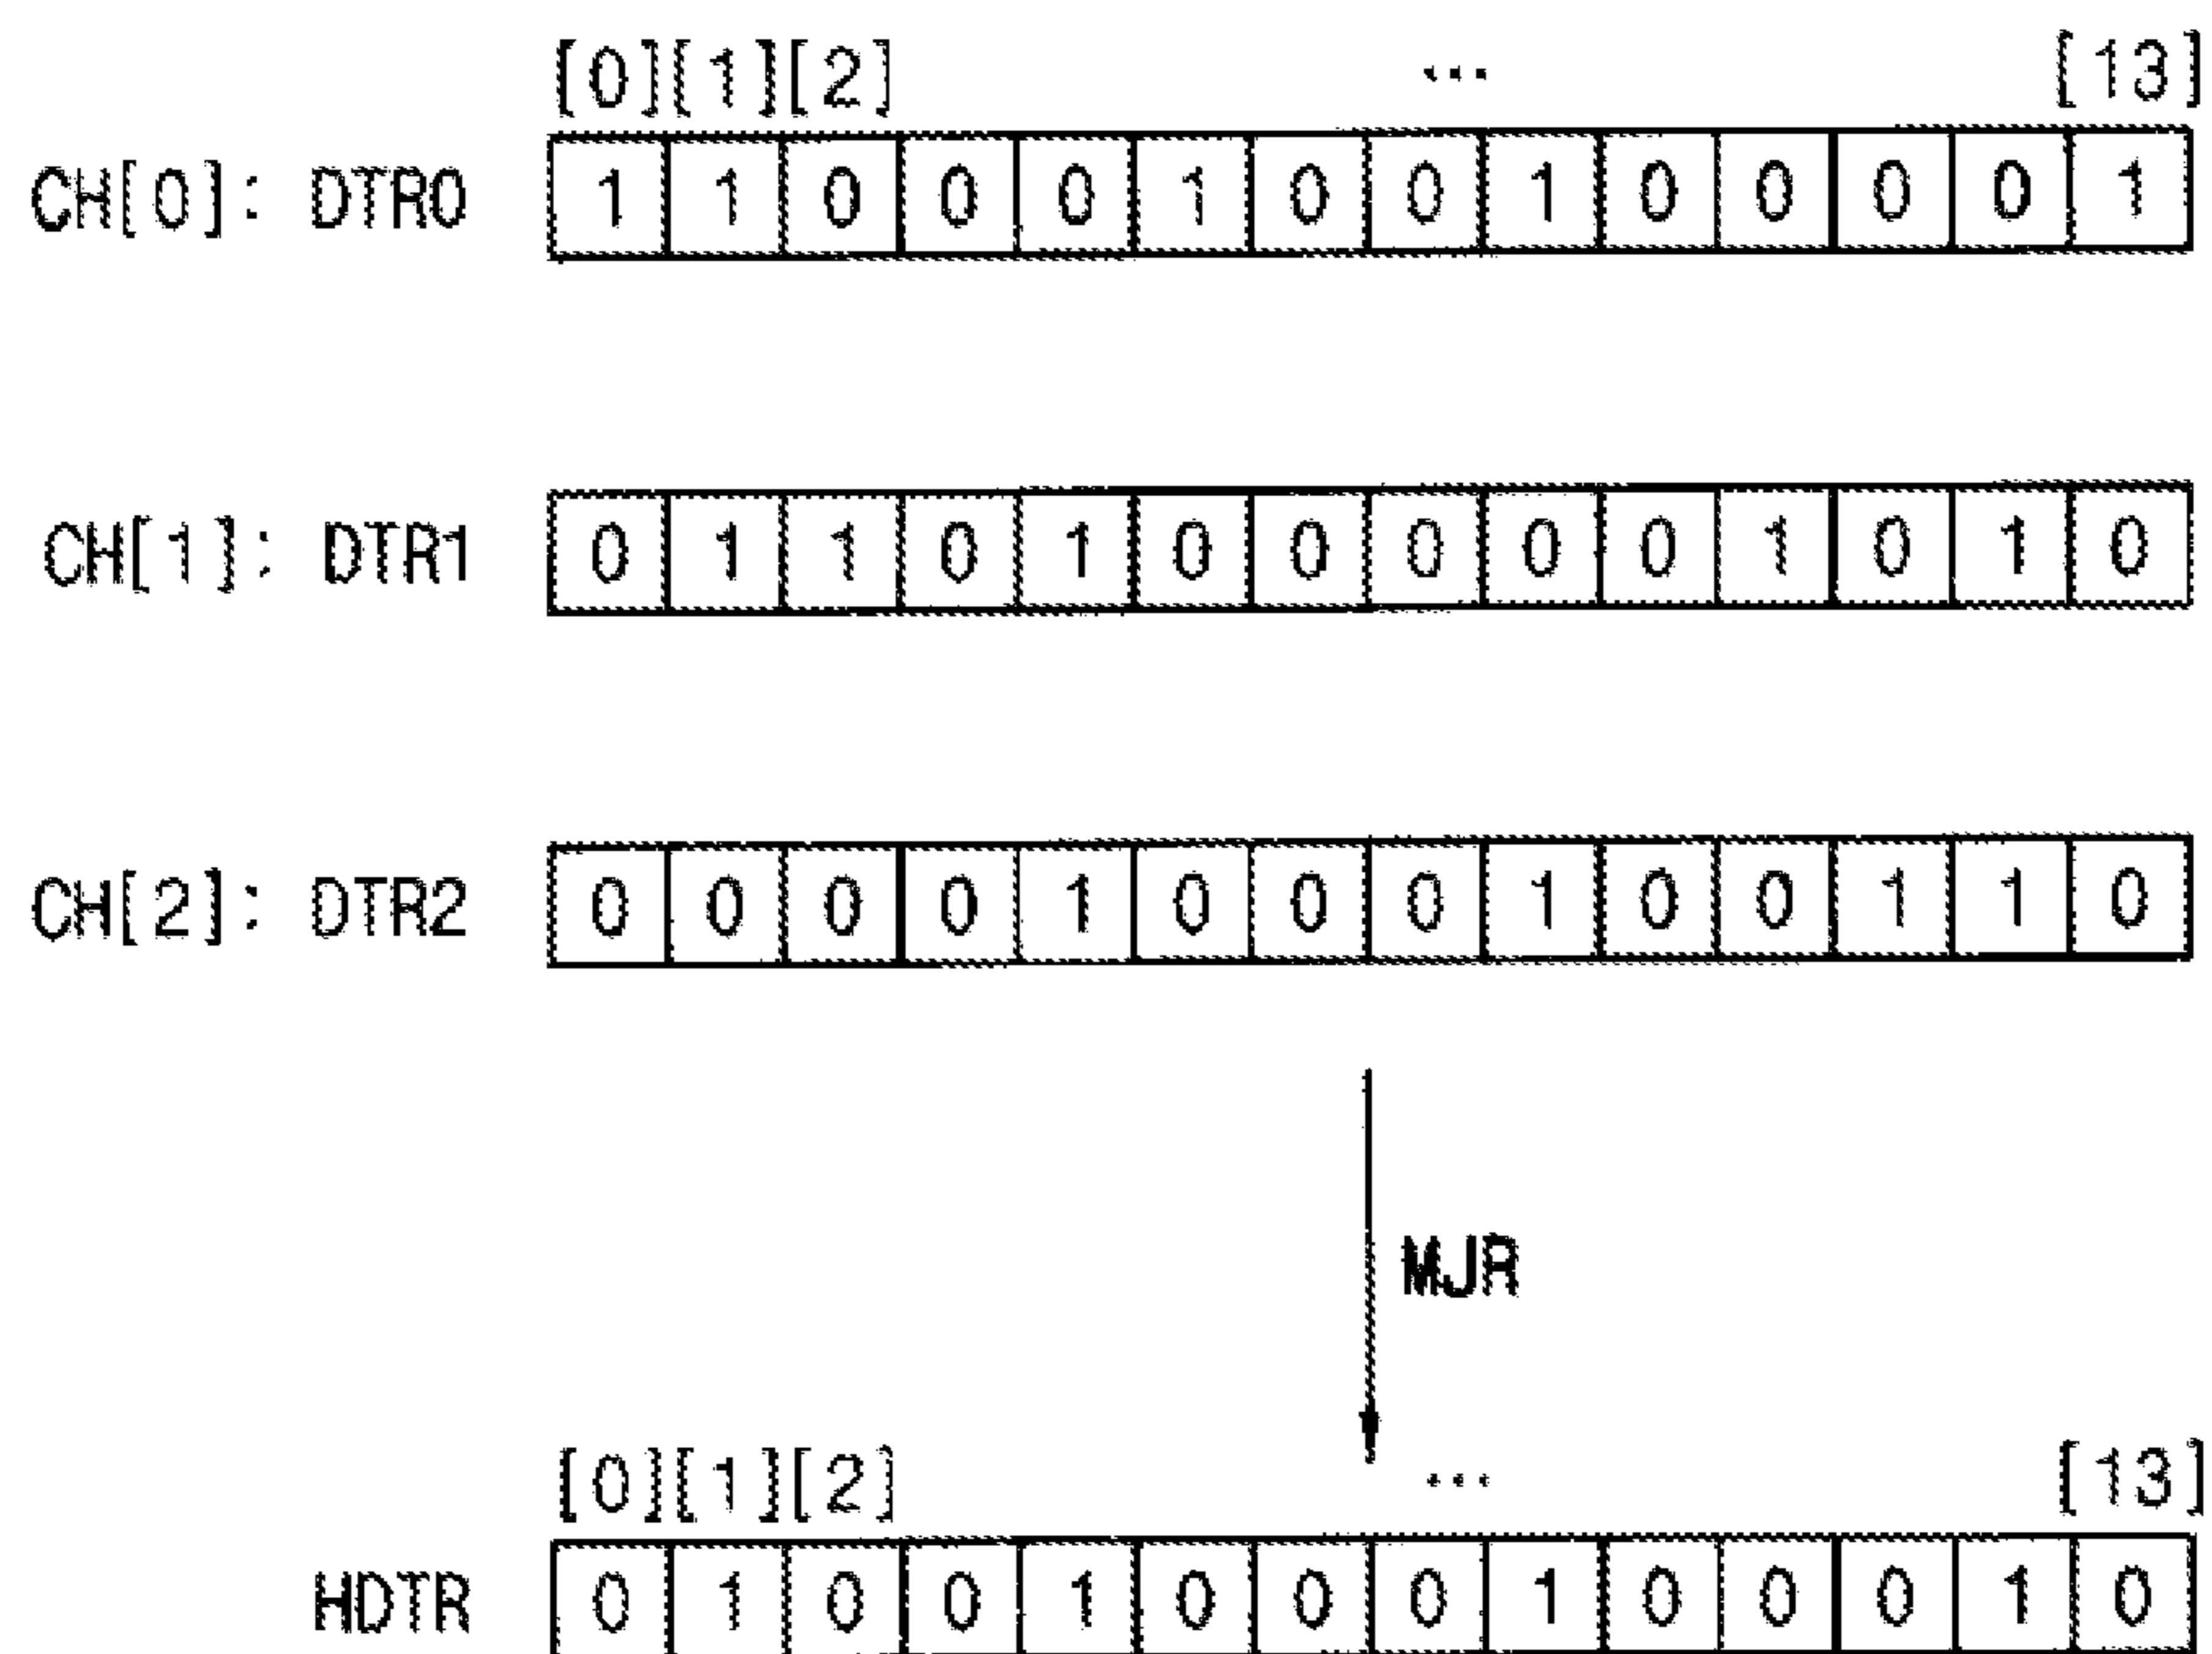 [0][1][2] ... [13]
CH[0]: DTR0 1 1 0 0 0 1 0 0 1 0 0 0 0 1
CH[1]: DTR1 0 1 1 0 1 0 0 0 0 0 1 0 1 0
CH[2]: DTR2 0 0 0 0 1 0 0 0 1 0 0 1 1 0
MJR
[0][1][2] ... [13]
HDTR 0 1 0 0 1 0 0 0 1 0 0 0 1 0